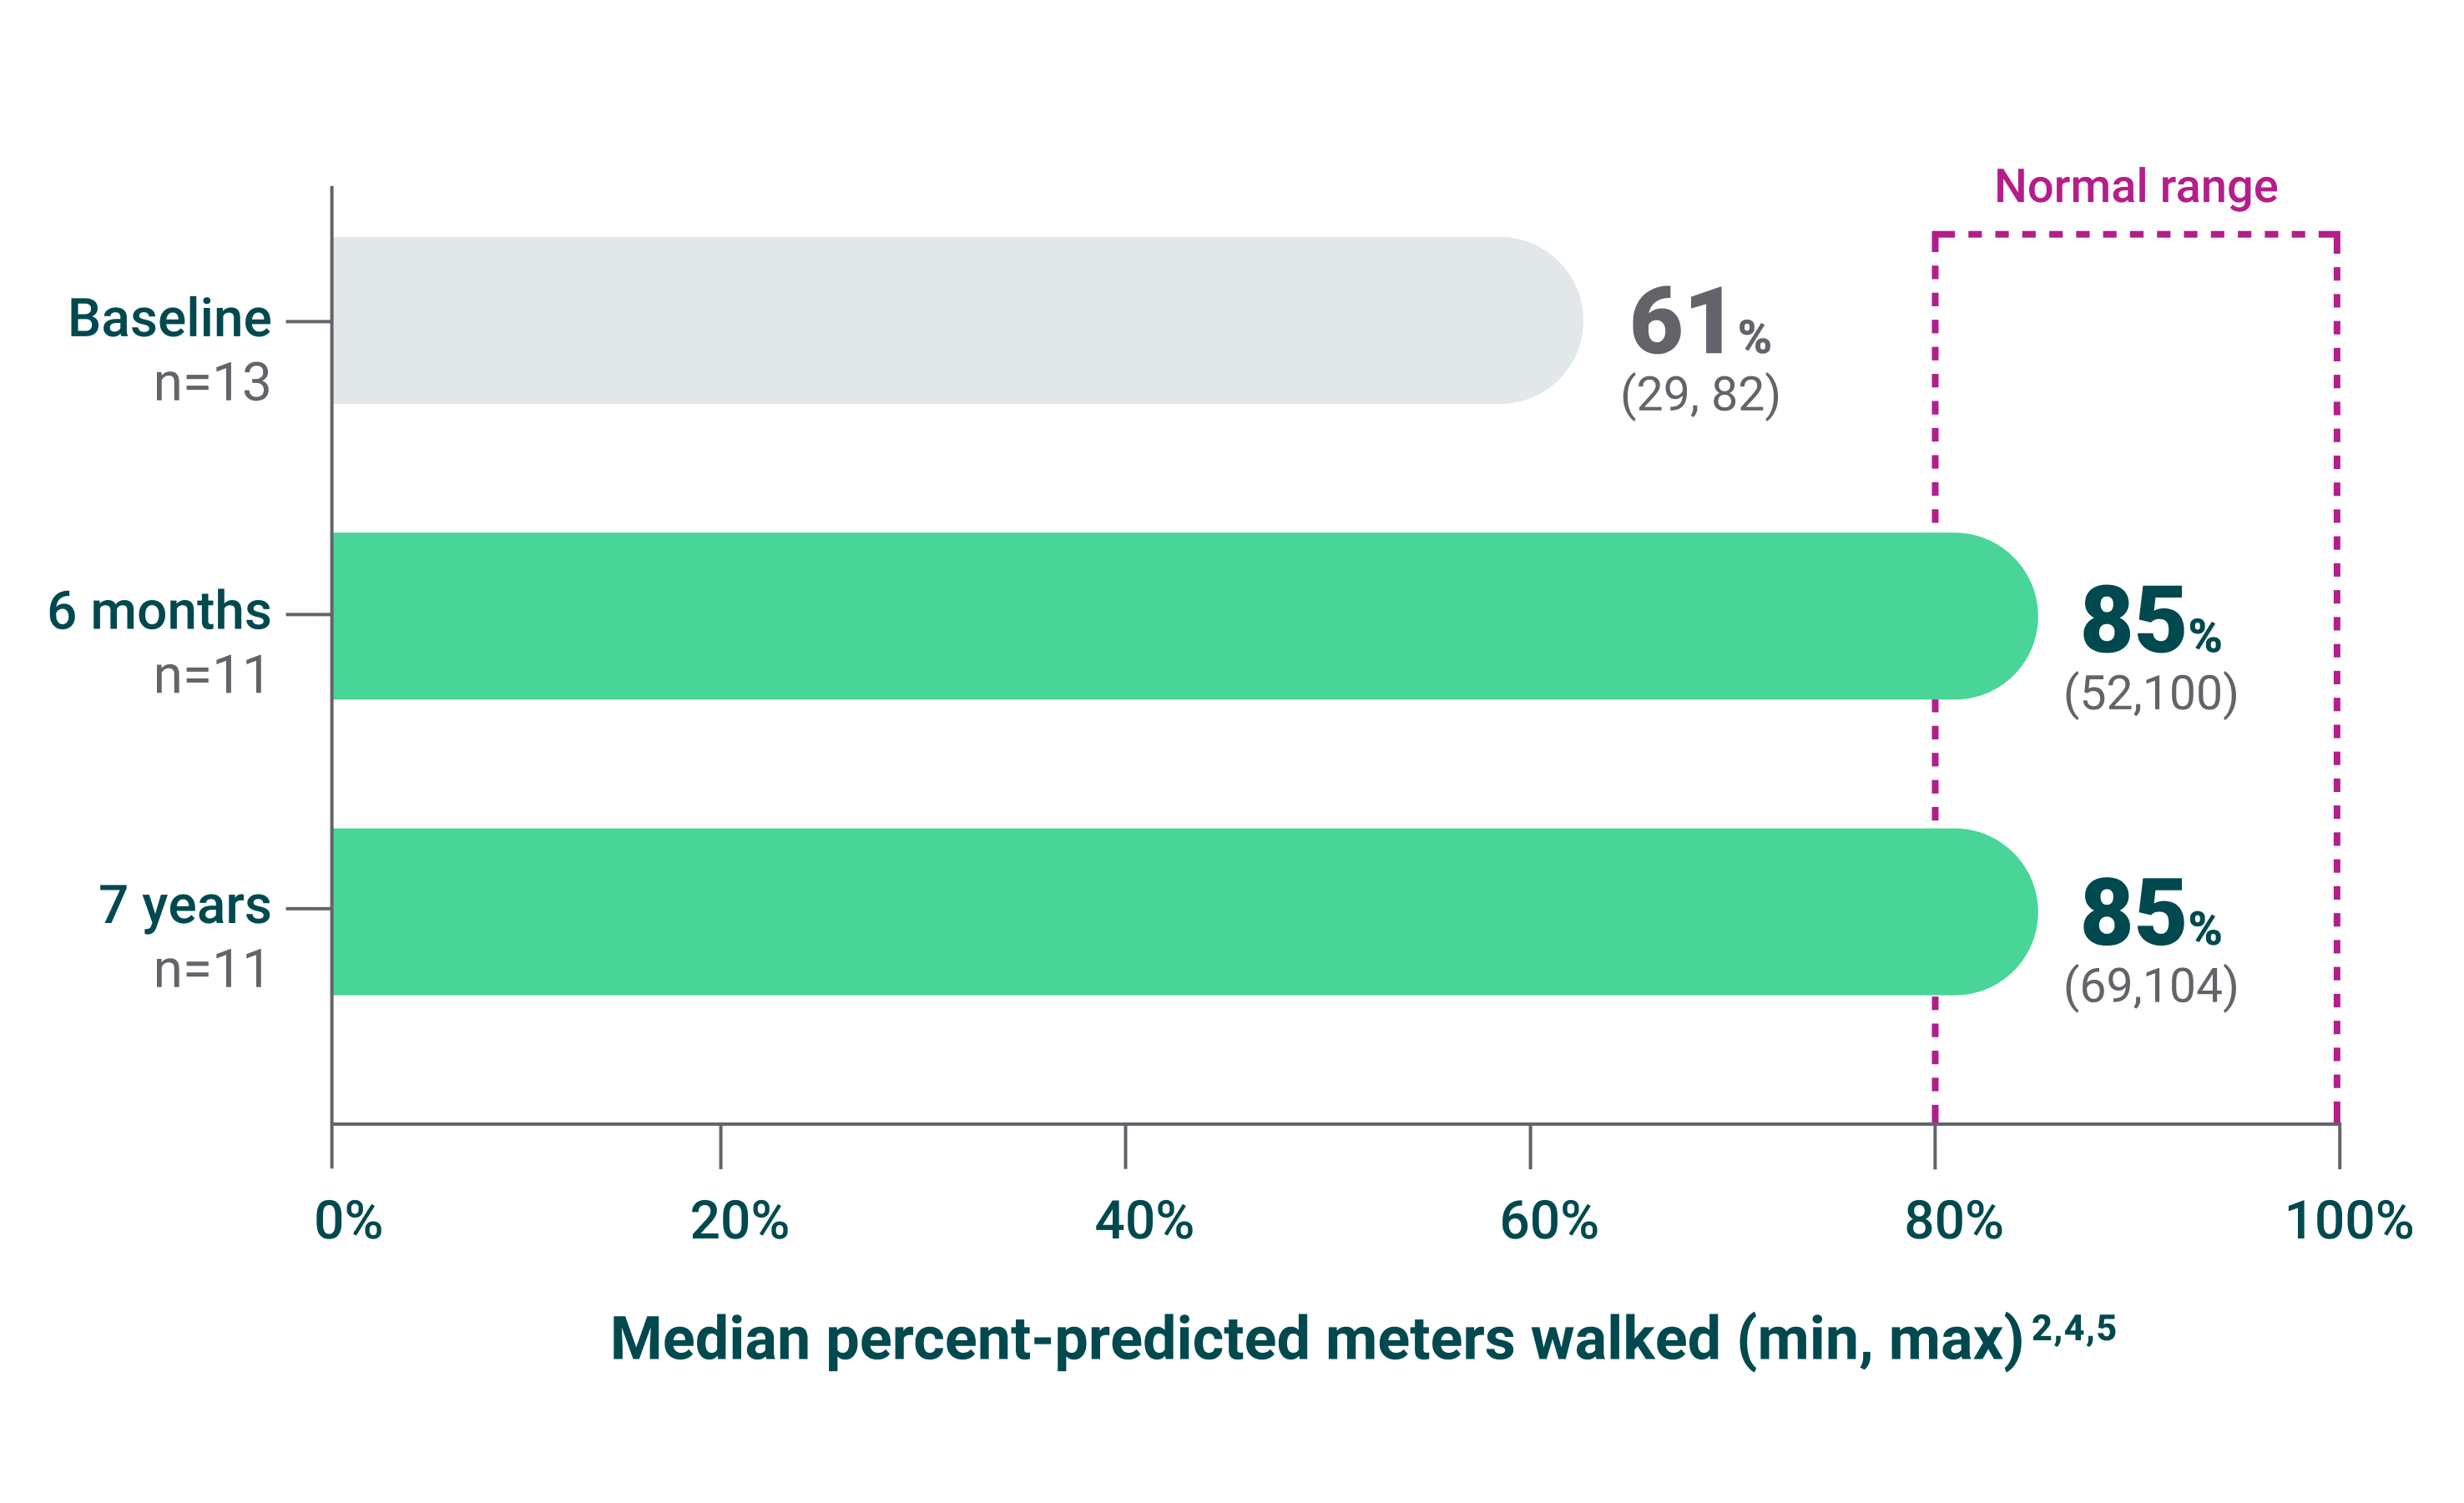 Normal range
Baseline
n=13
61%
(29, 82)
6 months
n=11
85%
(52,100)
7 years
n=11
85%
(69,104)
0% 20% 40% 60% 80% 100%
Median percent-predicted meters walked (min, max)2,4,5